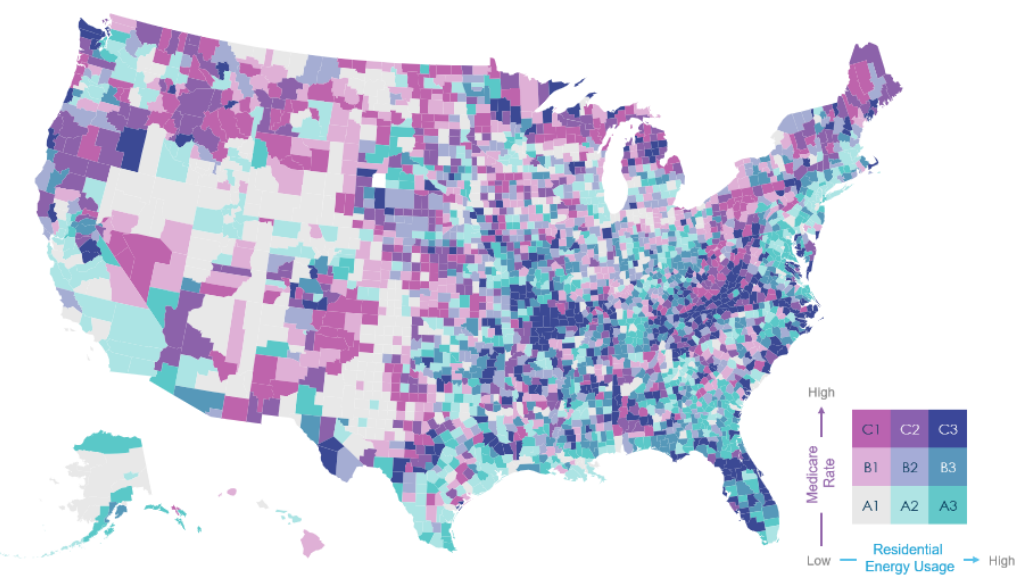 High
C1 C2 C3
B1 B2 B3
A1 A2 A3
Medicare
Rate
Low
Residential
Energy Usage
High